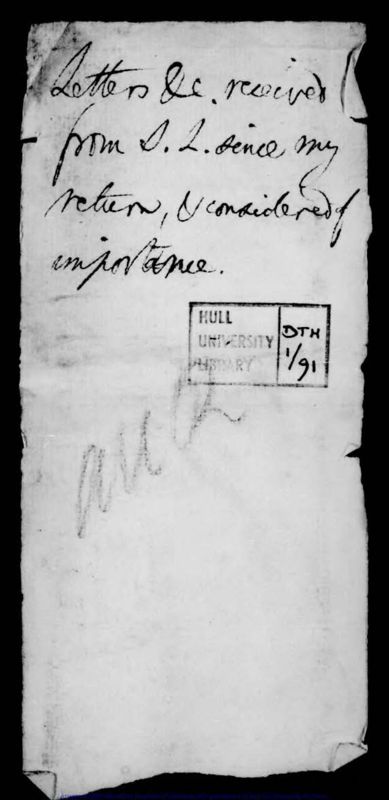 Letters &c. received
from S. L. since my
return, & considered of
importance.
HULL
UNIVERSITY
LIBRARY
DTH
1/91